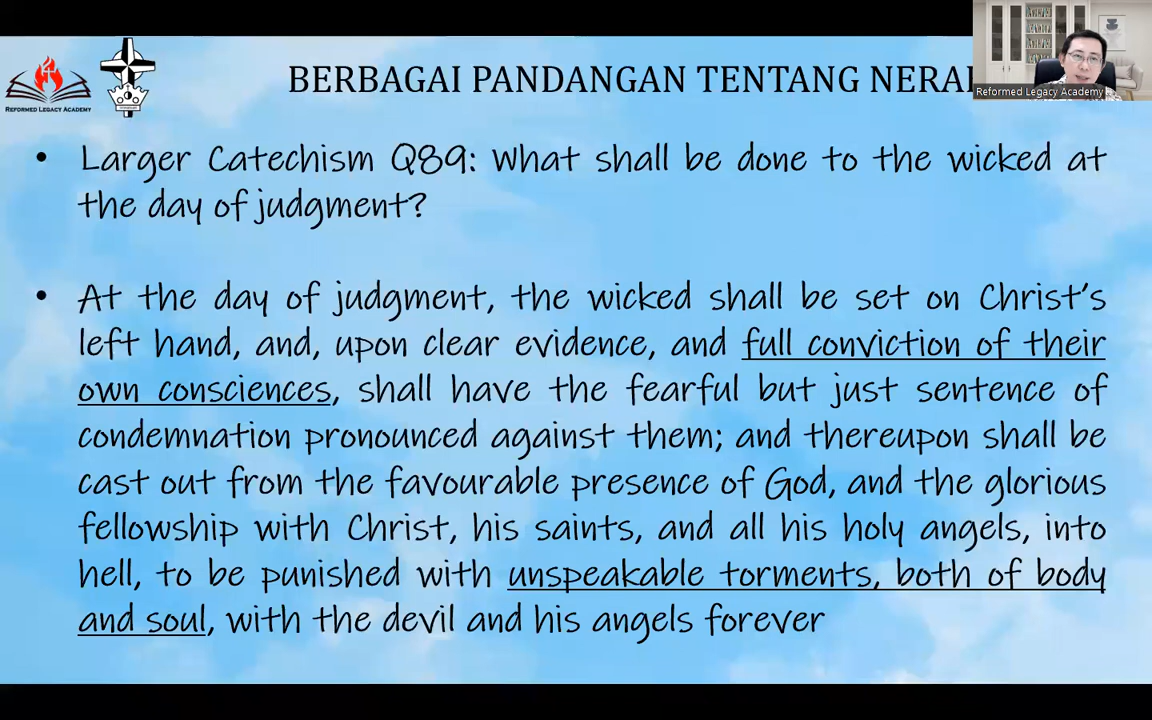 BERBAGAI PANDANGAN TENTANG
REFORMED LEGACY ACADEMY
Reformed Legacy Academy
• Larger Catechism Q89: What shall be done to the wicked at
the day of judgment?
• At the day of judgment, the wicked shall be set on Christ's
left hand, and, upon clear evidence, and full conviction of their
own consciences, shall have the fearful but just sentence of
condemnation pronounced against them; and thereupon shall be
cast out from the favourable presence of God, and the glorious
fellowship with Christ, his saints, and all his holy angels, into
hell, to be punished with unspeakable torments, both of body
and soul, with the devil and his angels forever